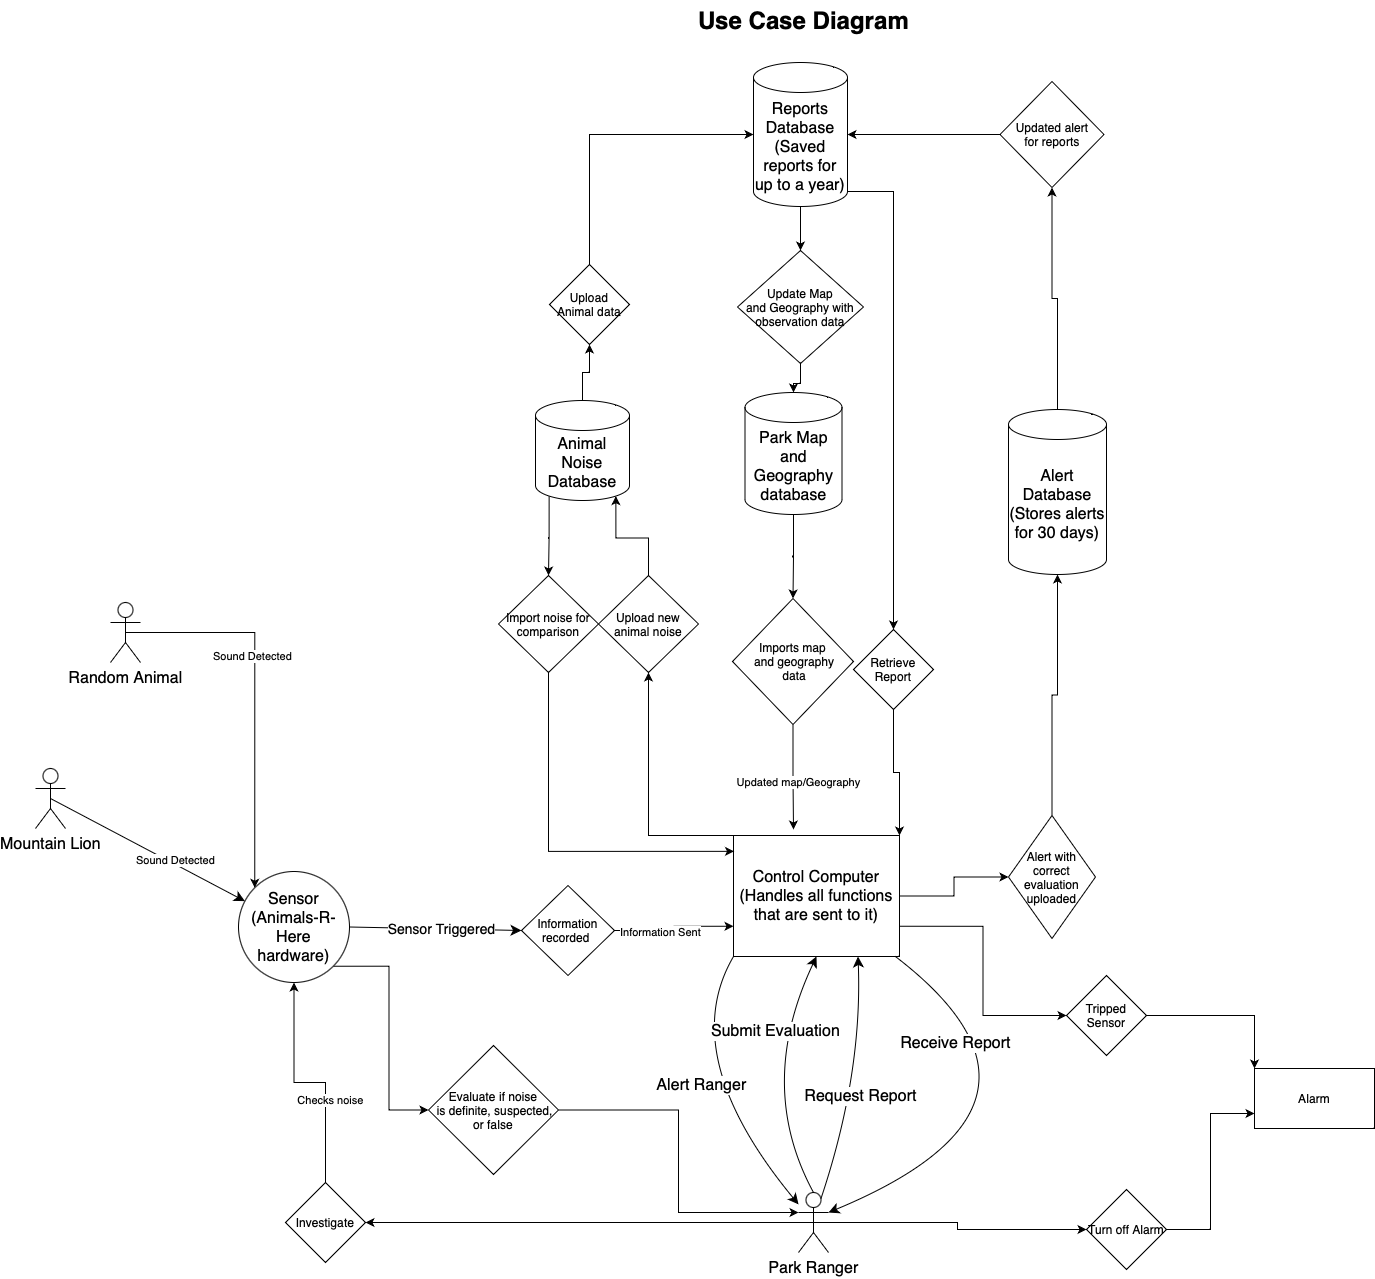 Use Case Diagram
Reports
Database
(Saved
reports for
up to a year)
Updated alert
for reports
Upload
Animal data
Update Map
and Geography with
observation data
Animal
Noise
Database
Park Map
and
Geography
database
Alert
Database
(Stores alerts
for 30 days)
Import noise for
comparison
Upload new
animal noise
Imports map
and geography
data
Retrieve
Report
Random Animal
Sound Detected
Updated map/Geography
Mountain Lion
Sound Detected
Sensor
(Animals-R-
Here
hardware)
Sensor Triggered
Information
recorded
Information Sent
Control Computer
(Handles all functions
that are sent to it)
Alert with
correct
evaluation
uploaded
Tripped
Sensor
Submit Evaluation
Receive Report
Alert Ranger
Request Report
Checks noise
Evaluate if noise
is definite, suspected,
or false
Alarm
Investigate
Turn off Alarm
Park Ranger